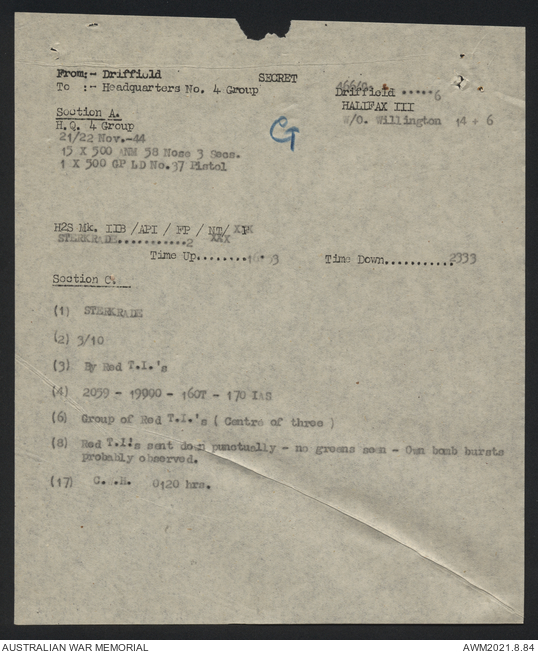 From:- Driffield SECRET
To :- Headquarters No. 4 Group
Driffield *****6
HALIFAX III
W/O. Willington 14 + 6
Section A.
H.Q. 4 Group
21/22 Nov.-44
15 X 500 ANM 58 Nose 3 Secs.
1 X 500 GP LD No.37 Pistol
G
H2S Mk. IIB /API / FP / NT/
STERKRADE...........2 XXX
Time Up........ Time Down...........2333
Section C.
(1) STERKRADE
(2) 3/10
(3) By Red T.I.'s
(4) 2059 - 19000 - 160T - 170 IAS
(6) Group of Red T.I.'s ( Centre of three )
(8) Red T.I.'s sent down punctually - no greens seen - Own bomb bursts
probably observed.
(17) 0120 hrs.
AUSTRALIAN WAR MEMORIAL AWM2021.8.84